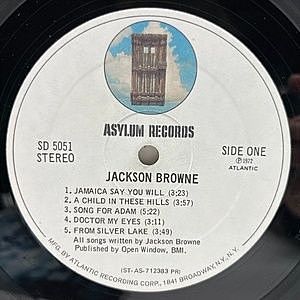 ASYLUM RECORDS
SD 5051
STEREO
SIDE ONE
℗ 1972
ATLANTIC
JACKSON BROWNE
1. JAMAICA SAY YOU WILL (3:23)
2. A CHILD IN THESE HILLS (3:57)
3. SONG FOR ADAM (5:22)
4. DOCTOR MY EYES (3:11)
5. FROM SILVER LAKE (3:49)
All songs written by Jackson Browne
Published by Open Window, BMI.
(ST-AS-712383 PR)
MFG. BY ATLANTIC RECORDING CORP., 1841 BROADWAY, N.Y., N.Y.